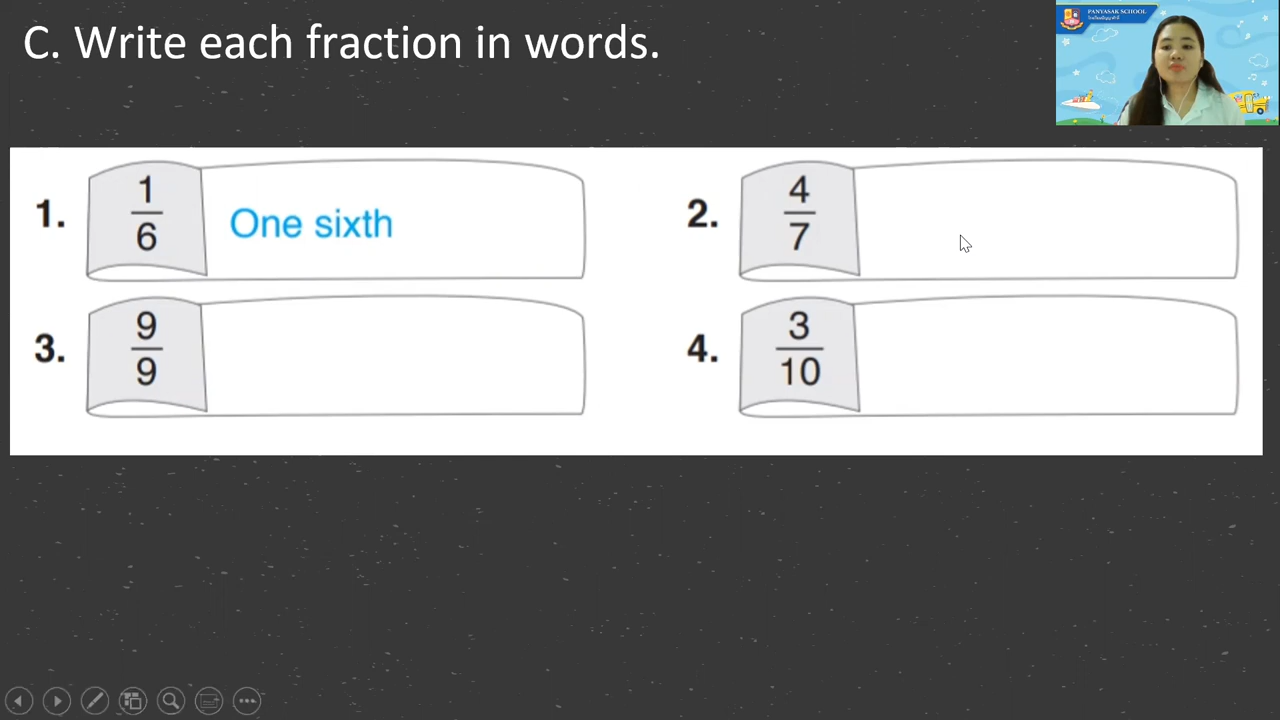 C. Write each fraction in words.
PANYASAK SCHOOL
1. 1/6 One sixth
2. 4/7
3. 9/9
4. 3/10